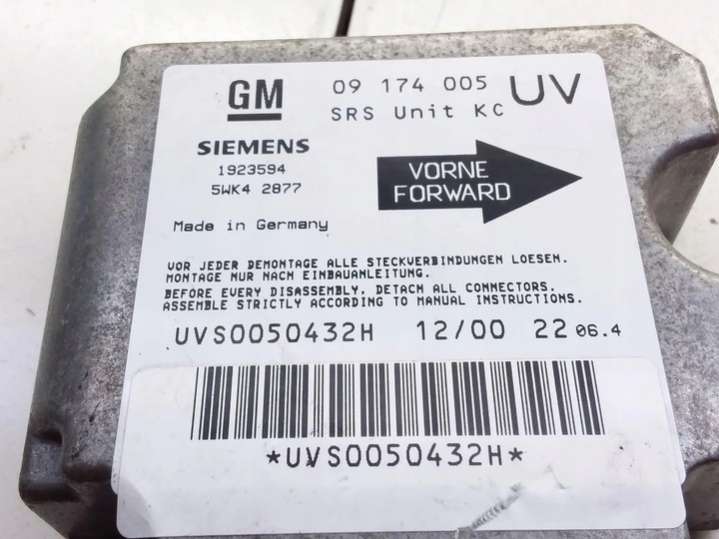 GM 09 174 005 UV
SRS Unit KC
SIEMENS
1923594
5WK4 2877
VORNE
FORWARD
Made in Germany
VOR JEDER DEMONTAGE ALLE STECKVERBINDUNGEN LOESEN.
MONTAGE NUR NACH EINBAUANLEITUNG.
BEFORE EVERY DISASSEMBLY, DETACH ALL CONNECTORS.
ASSEMBLE STRICTLY ACCORDING TO MANUAL INSTRUCTIONS.
UVS0050432H 12/00 22 06.4
*UVS0050432H*